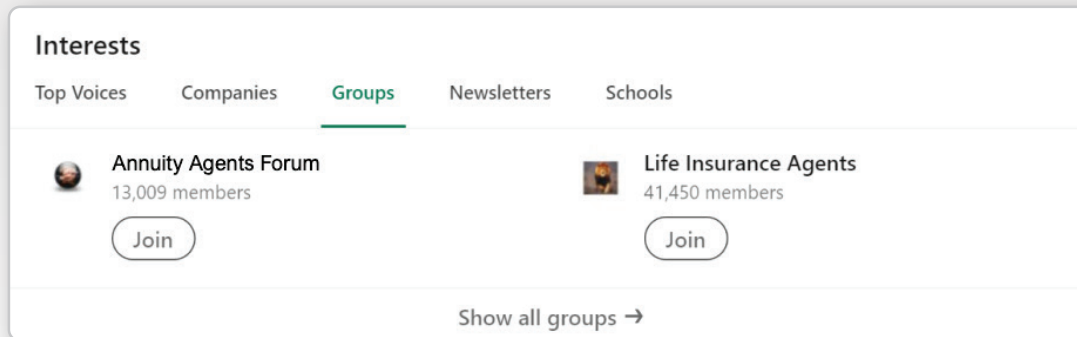 Interests
Top Voices Companies Groups Newsletters Schools
Annuity Agents Forum
13,009 members
Join
Life Insurance Agents
41,450 members
Join
Show all groups →